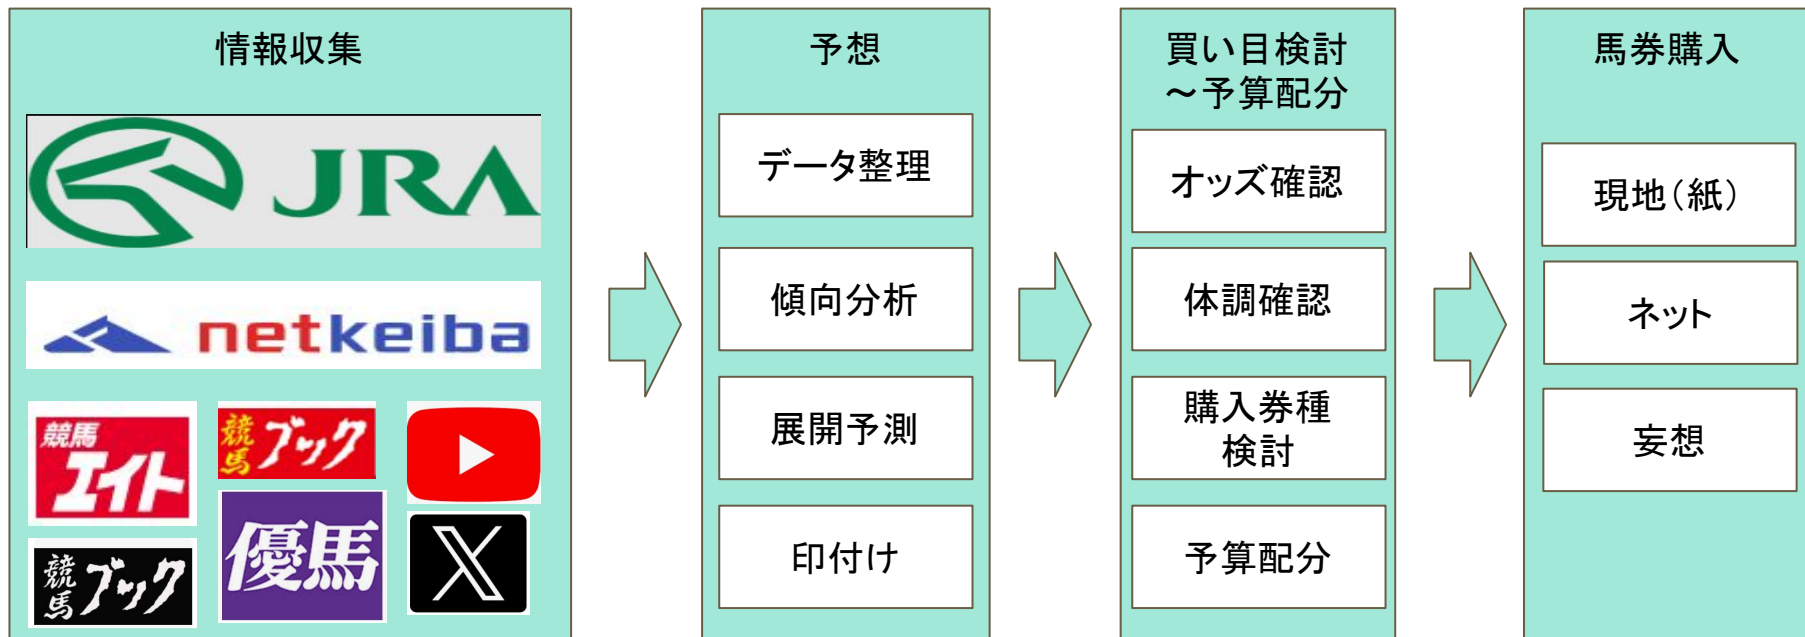 情報収集
JRA
netkeiba
競馬
エイト
競馬ブック
競馬ブック
優馬
X
予想
データ整理
傾向分析
展開予測
印付け
買い目検討
～予算配分
オッズ確認
体調確認
購入券種
検討
予算配分
馬券購入
現地（紙）
ネット
妄想